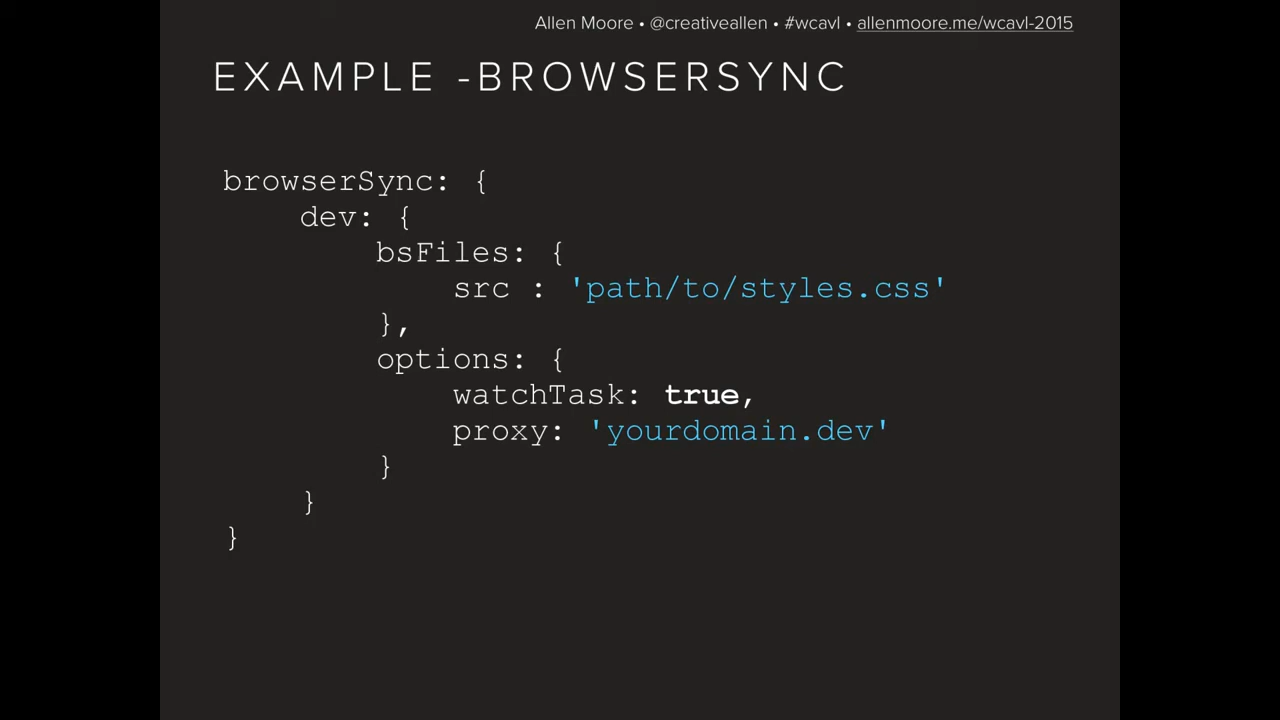 Allen Moore • @creativeallen • #wcavl • allenmoore.me/wcavl-2015
EXAMPLE -BROWSERSYNC
browserSync: {
dev: {
bsFiles: {
src : 'path/to/styles.css'
},
options: {
watchTask: true,
proxy: 'yourdomain.dev'
}
}
}